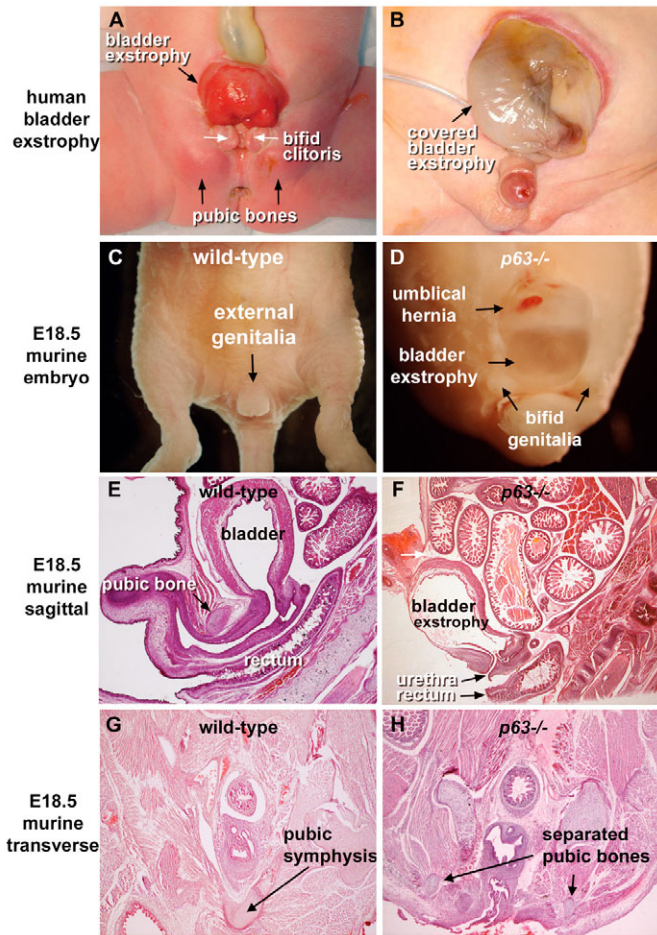 human
bladder
exstrophy
A
bladder
exstrophy
bifid
clitoris
pubic bones
B
covered
bladder
exstrophy
E18.5
murine
embryo
C
wild-type
external
genitalia
D
p63-/-
umblical
hernia
bladder
exstrophy
bifid
genitalia
E18.5
murine
sagittal
E
wild-type
bladder
pubic bone
rectum
F
p63-/-
bladder
exstrophy
urethra
rectum
E18.5
murine
transverse
G
wild-type
pubic
symphysis
H
p63-/-
separated
pubic bones